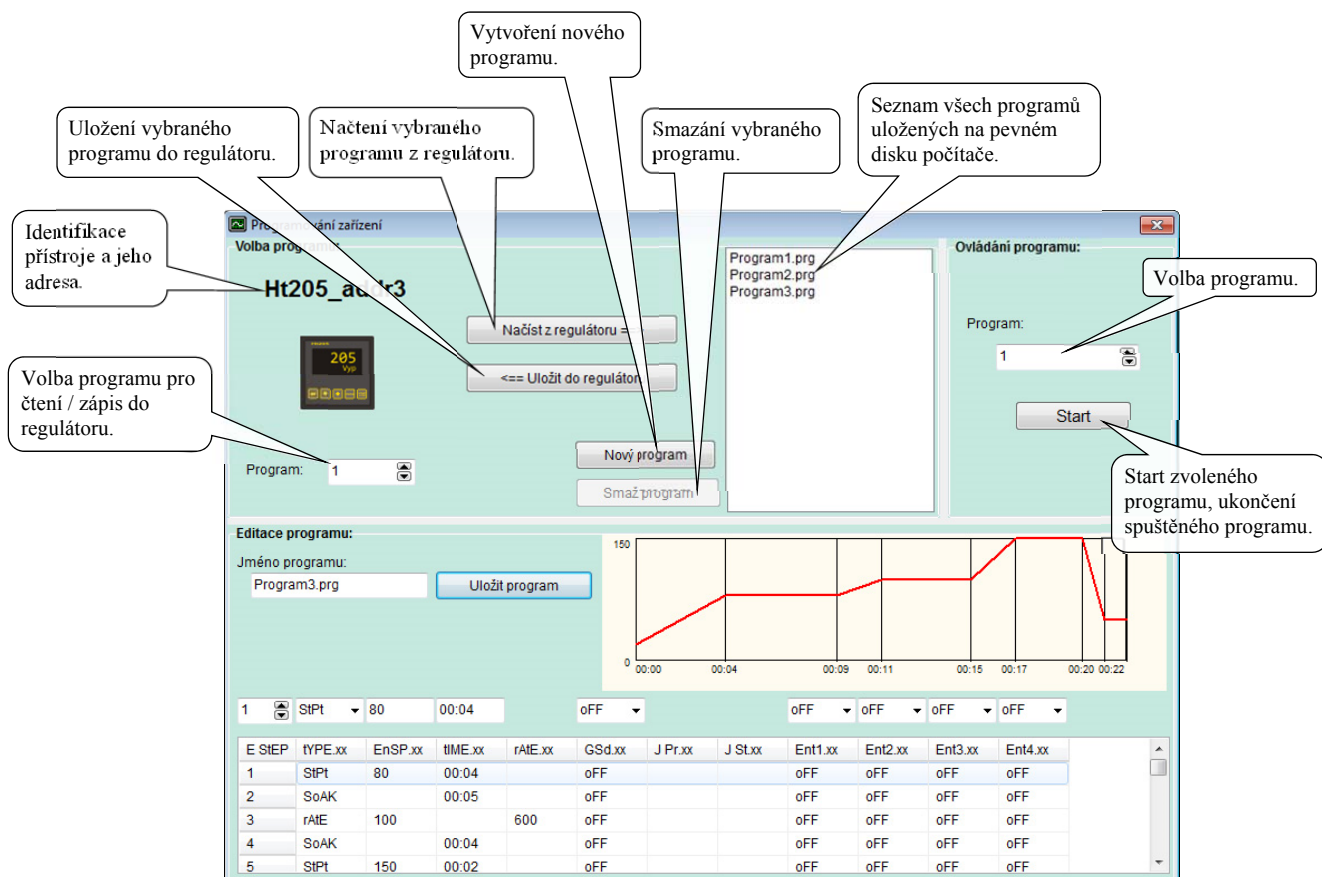 Vytvoření nového
programu.
Uložení vybraného
programu do regulátoru.
Načtení vybraného
programu z regulátoru.
Smazání vybraného
programu.
Seznam všech programů
uložených na pevném
disku počítače.
Identifikace
přístroje a jeho
adresa.
Volba programu.
Volba programu pro
čtení / zápis do
regulátoru.
Start zvoleného
programu, ukončení
spuštěného programu.
Programování zařízení
Volba programu:
Ht205_addr3
205
Vyp
Načíst z regulátoru ==
<== Uložit do regulátoru
Program: 1
Nový program
Smaž program
Program1.prg
Program2.prg
Program3.prg
Ovládání programu:
Program:
1
Start
Editace programu:
Jméno programu:
Program3.prg
Uložit program
150
0
00:00 00:04 00:09 00:11 00:15 00:17 00:20 00:22
1 StPt 80 00:04 oFF oFF oFF oFF oFF
E StEP tYPE.xx EnSP.xx tIME.xx rAtE.xx GSd.xx J Pr.xx J St.xx Ent1.xx Ent2.xx Ent3.xx Ent4.xx
1 StPt 80 00:04 oFF oFF oFF oFF oFF
2 SoAK 00:05 oFF oFF oFF oFF oFF
3 rAtE 100 600 oFF oFF oFF oFF oFF
4 SoAK 00:04 oFF oFF oFF oFF oFF
5 StPt 150 00:02 oFF oFF oFF oFF oFF